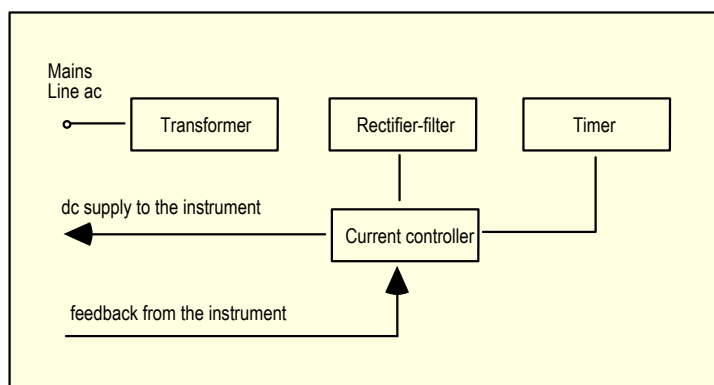 Mains
Line ac
Transformer
Rectifier-filter
Timer
dc supply to the instrument
Current controller
feedback from the instrument